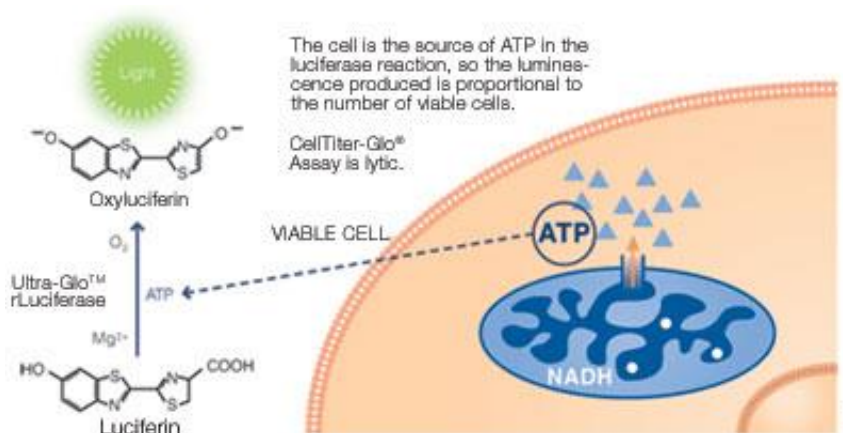 Light
The cell is the source of ATP in the
luciferase reaction, so the lumines-
cence produced is proportional to
the number of viable cells.
CellTiter-Glo®
Assay is lytic.
⁻O
N
O⁻
S
N
S
Oxyluciferin
O₂
VIABLE CELL
ATP
Ultra-Glo™
rLuciferase
ATP
Mg²⁺
HO
S
N
COOH
N
S
NADH
Luciferin